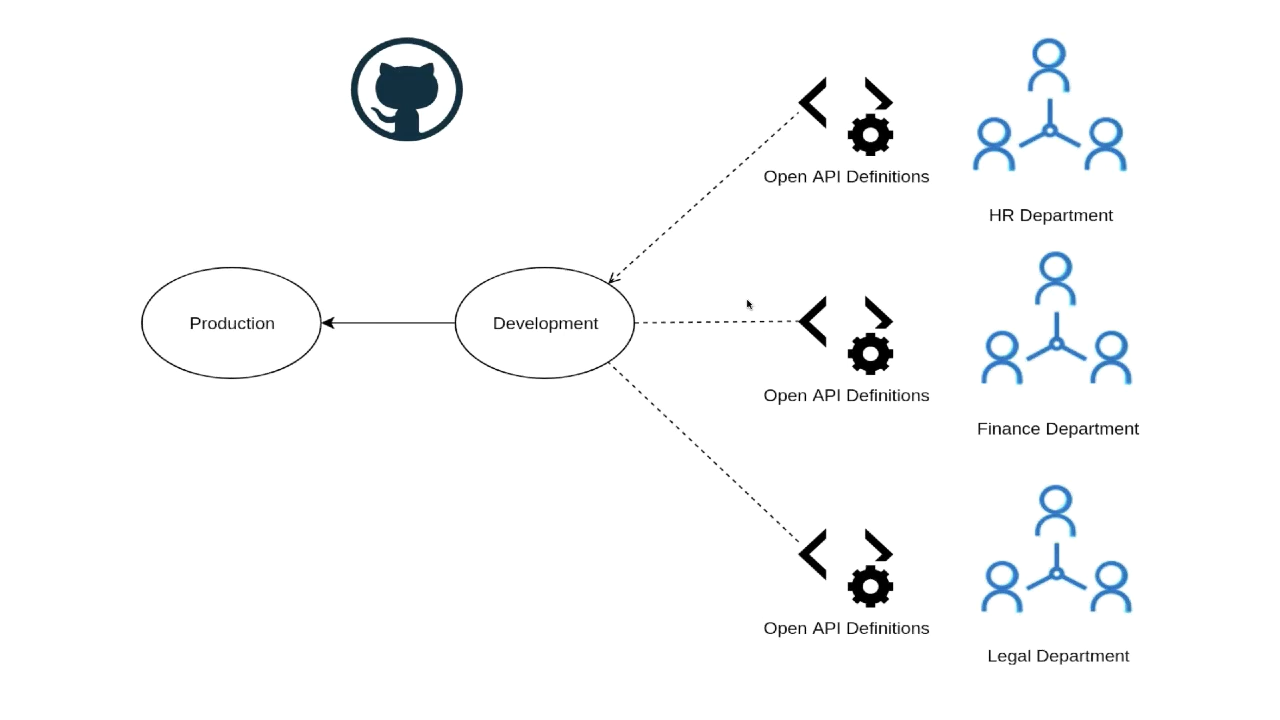 Open API Definitions
HR Department
Production
Development
Open API Definitions
Finance Department
Open API Definitions
Legal Department